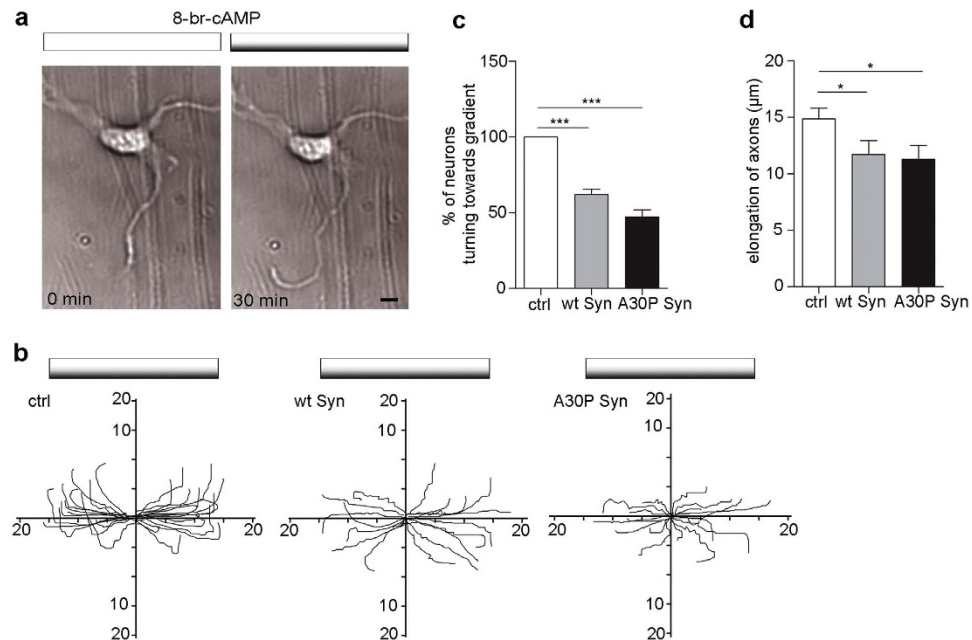 a
8-br-cAMP
0 min
30 min
c
% of neurons
turning towards gradient
150
100
50
0
***
***
ctrl
wt Syn
A30P Syn
d
elongation of axons (µm)
20
15
10
5
0
*
*
ctrl
wt Syn
A30P Syn
b
ctrl
20
10
20
20
10
20
wt Syn
20
10
20
20
10
20
A30P Syn
20
10
20
20
10
20